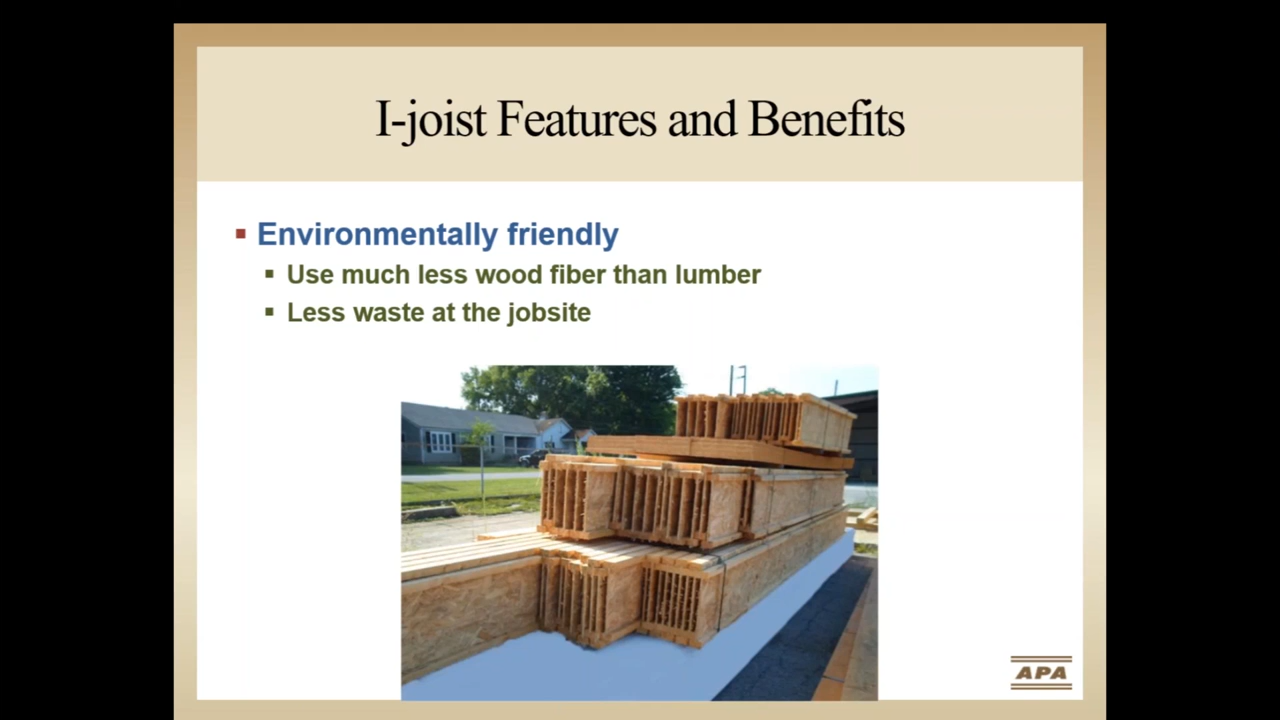 I-joist Features and Benefits
Environmentally friendly
Use much less wood fiber than lumber
Less waste at the jobsite
APA